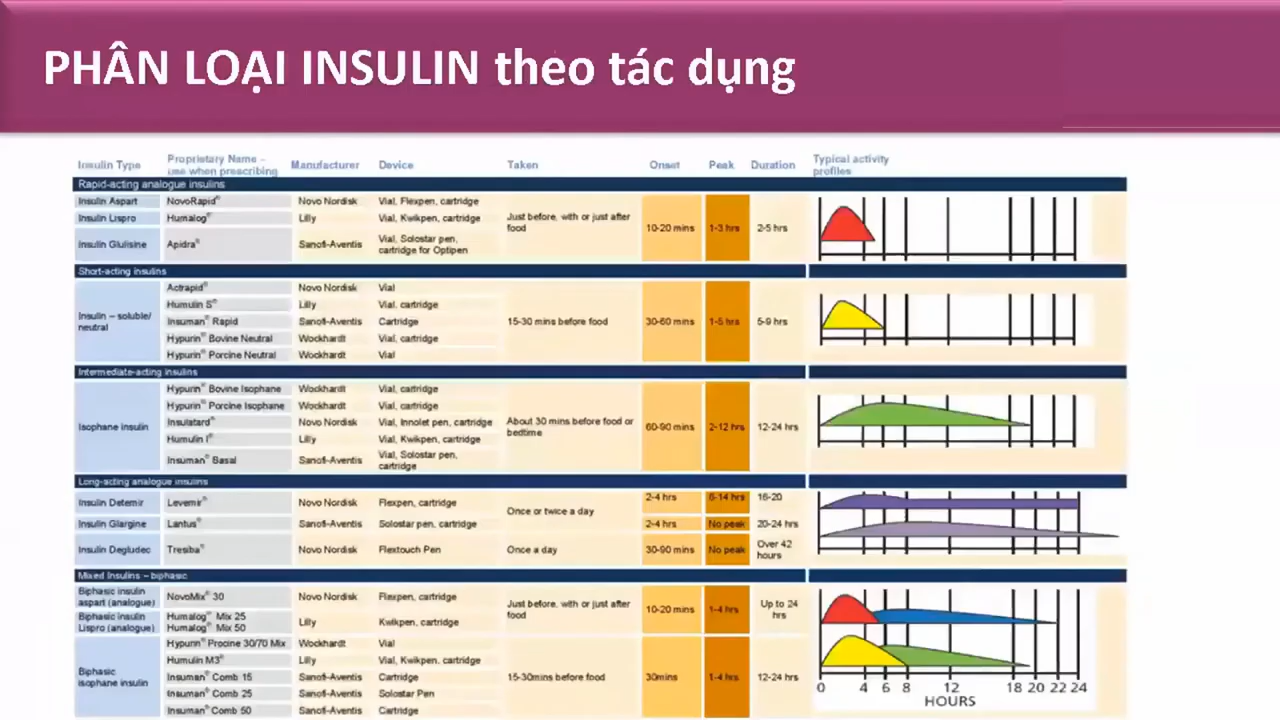 PHÂN LOẠI INSULIN theo tác dụng
Insulin Type Proprietary Name – use when prescribing Manufacturer Device Taken Onset Peak Duration Typical activity profiles
Rapid-acting analogue insulins
Insulin Aspart NovoRapid® Novo Nordisk Vial, Flexpen, cartridge
Insulin Lispro Humalog® Lilly Vial, Kwikpen, cartridge
Just before, with or just after food
10-20 mins 1-3 hrs 2-5 hrs
Insulin Glulisine Apidra® Sanofi-Aventis Vial, Solostar pen, cartridge for Optipen
Short-acting insulins
Insulin – soluble/ neutral
Actrapid® Novo Nordisk Vial
Humulin S® Lilly Vial, cartridge
Insuman® Rapid Sanofi-Aventis Cartridge
15-30 mins before food 30-60 mins 1-5 hrs 5-9 hrs
Hypurin® Bovine Neutral Wockhardt Vial, cartridge
Hypurin® Porcine Neutral Wockhardt Vial
Intermediate-acting insulins
Isophane insulin
Hypurin® Bovine Isophane Wockhardt Vial, cartridge
Hypurin® Porcine Isophane Wockhardt Vial, cartridge
Insulatard® Novo Nordisk Vial, Innolet pen, cartridge
About 30 mins before food or bedtime
60-90 mins 2-12 hrs 12-24 hrs
Humulin I® Lilly Vial, Kwikpen, cartridge
Insuman® Basal Sanofi-Aventis Vial, Solostar pen, cartridge
Long-acting analogue insulins
Insulin Detemir Levemir® Novo Nordisk Flexpen, cartridge
Once or twice a day
2-4 hrs 6-14 hrs 16-20
Insulin Glargine Lantus® Sanofi-Aventis Solostar pen, cartridge 2-4 hrs No peak 20-24 hrs
Insulin Degludec Tresiba® Novo Nordisk Flextouch Pen Once a day 30-90 mins No peak Over 42 hours
Mixed Insulins – biphasic
Biphasic insulin aspart (analogue) NovoMix® 30 Novo Nordisk Flexpen, cartridge
Just before, with or just after food
10-20 mins 1-4 hrs Up to 24 hrs
Biphasic insulin Lispro (analogue) Humalog® Mix 25
Humalog® Mix 50
Lilly Kwikpen, cartridge
Biphasic isophane insulin
Hypurin® Procine 30/70 Mix Wockhardt Vial
Humulin M3® Lilly Vial, Kwikpen, cartridge
Insuman® Comb 15 Sanofi-Aventis Cartridge
15-30mins before food 30mins 1-4 hrs 12-24 hrs
Insuman® Comb 25 Sanofi-Aventis Solostar Pen
Insuman® Comb 50 Sanofi-Aventis Cartridge
0 4 6 8 12 18 20 22 24
HOURS